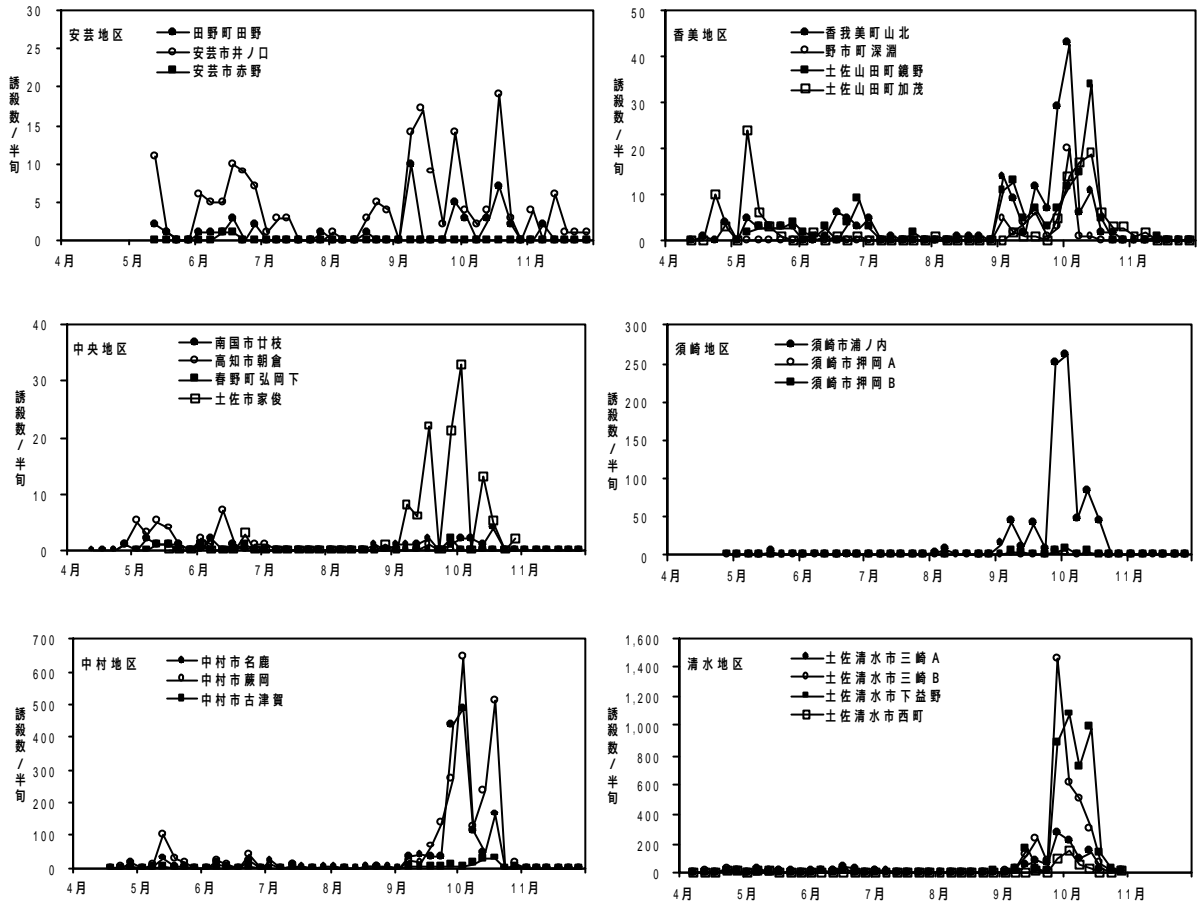 安芸地区
田野町田野
安芸市井ノ口
安芸市赤野
誘殺数/半旬
30
25
20
15
10
5
0
4月 5月 6月 7月 8月 9月 10月 11月
香美地区
香我美町山北
野市町深淵
土佐山田町鏡野
土佐山田町加茂
誘殺数/半旬
50
40
30
20
10
0
4月 5月 6月 7月 8月 9月 10月 11月
中央地区
南国市廿枝
高知市朝倉
春野町弘岡下
土佐市家俊
誘殺数/半旬
40
30
20
10
0
4月 5月 6月 7月 8月 9月 10月 11月
須崎地区
須崎市浦ノ内
須崎市押岡A
須崎市押岡B
誘殺数/半旬
300
250
200
150
100
50
0
4月 5月 6月 7月 8月 9月 10月 11月
中村地区
中村市名鹿
中村市蕨岡
中村市古津賀
誘殺数/半旬
700
600
500
400
300
200
100
0
4月 5月 6月 7月 8月 9月 10月 11月
清水地区
土佐清水市三崎A
土佐清水市三崎B
土佐清水市下益野
土佐清水市西町
誘殺数/半旬
1,600
1,400
1,200
1,000
800
600
400
200
0
4月 5月 6月 7月 8月 9月 10月 11月